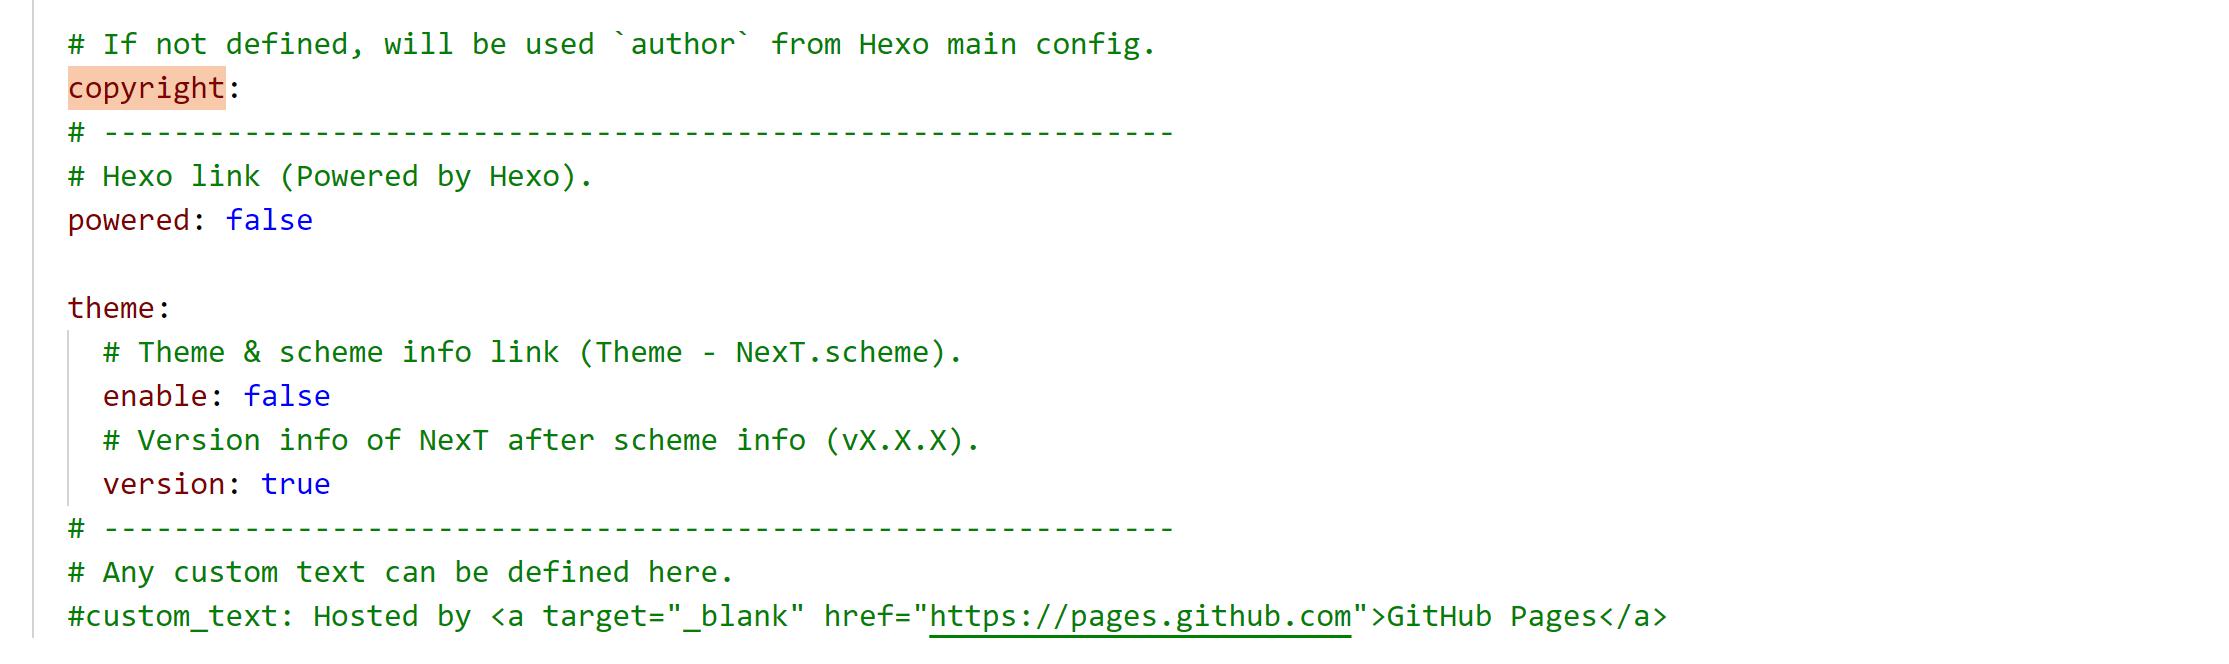 # If not defined, will be used `author` from Hexo main config.
copyright:
# -------------------------------------------------------------
# Hexo link (Powered by Hexo).
powered: false
theme:
# Theme & scheme info link (Theme - NexT.scheme).
enable: false
# Version info of NexT after scheme info (vX.X.X).
version: true
# -------------------------------------------------------------
# Any custom text can be defined here.
#custom_text: Hosted by <a target="_blank" href="https://pages.github.com">GitHub Pages</a>